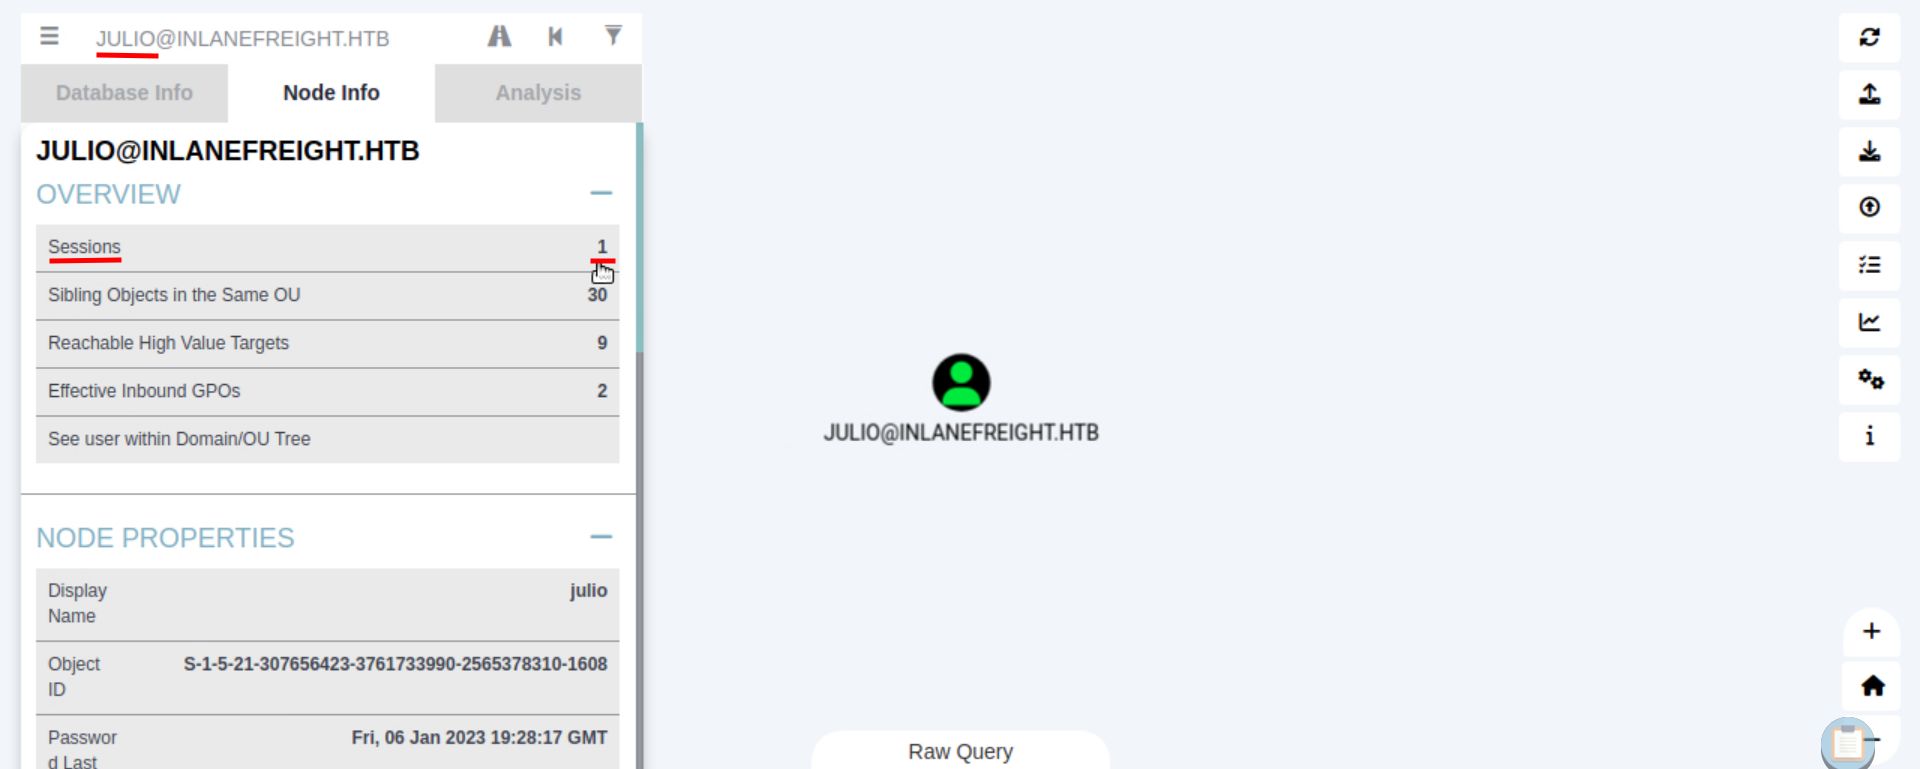 JULIO@INLANEFREIGHT.HTB
Database Info
Node Info
Analysis
JULIO@INLANEFREIGHT.HTB
OVERVIEW
Sessions 1
Sibling Objects in the Same OU 30
Reachable High Value Targets 9
Effective Inbound GPOs 2
See user within Domain/OU Tree
NODE PROPERTIES
Display julio
Name
Object S-1-5-21-307656423-3761733990-2565378310-1608
ID
Passwor Fri, 06 Jan 2023 19:28:17 GMT
d Last
JULIO@INLANEFREIGHT.HTB
Raw Query